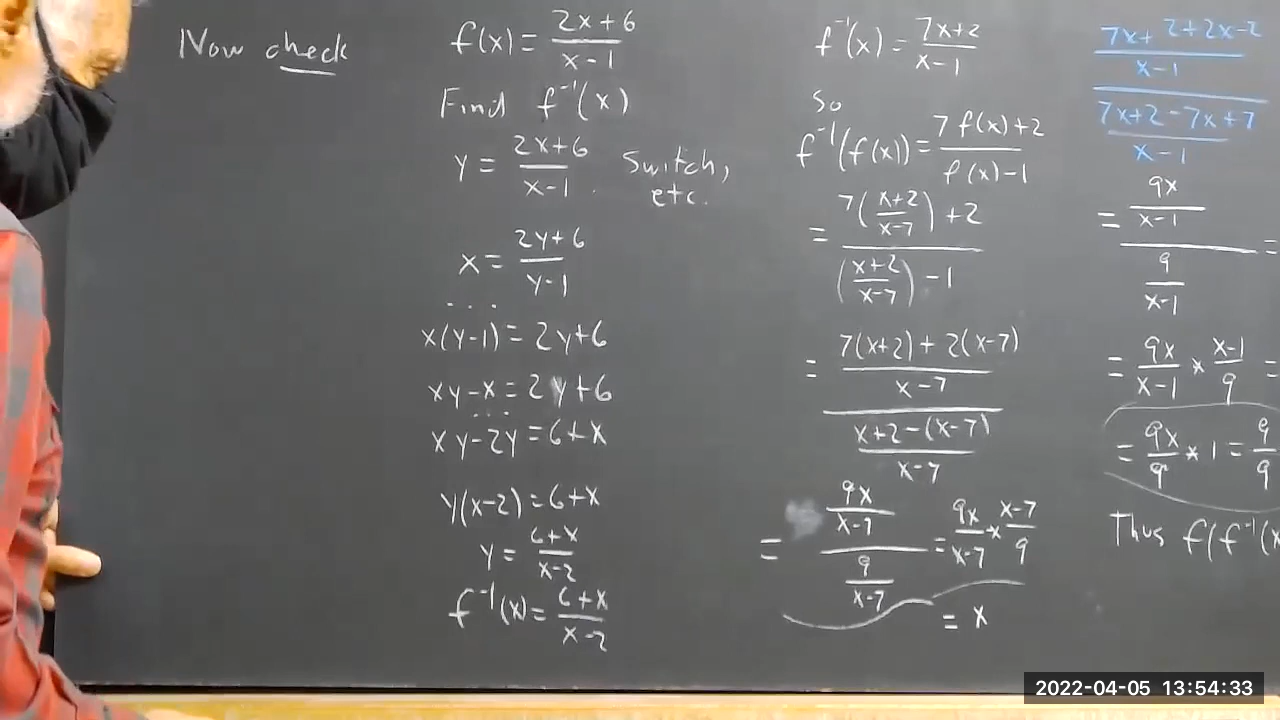 Now check
f(x) = (2x+6)/(x-1)
Find f⁻¹(x)
y = (2x+6)/(x-1) Switch, etc.
x = (2y+6)/(y-1)
...
x(y-1) = 2y+6
xy-x = 2y+6
...
xy-2y = 6+x
y(x-2) = 6+x
y = (6+x)/(x-2)
f⁻¹(x) = (6+x)/(x-2)
f⁻¹(x) = (7x+2)/(x-1)
so
f⁻¹(f(x)) = (7f(x)+2)/(f(x)-1)
= (7((x+2)/(x-7))+2)/(((x+2)/(x-7))-1)
= ((7(x+2)+2(x-7))/(x-7))/((x+2-(x-7))/(x-7))
= (9x/(x-7))/(9/(x-7)) = 9x/(x-7) * (x-7)/9
= x
((7x+2+2x-2)/(x-1))/((7x+2-7x+7)/(x-1))
= (9x/(x-1))/(9/(x-1)) =
= 9x/(x-1) * (x-1)/9 =
= 9x/9 * 1 = 9/9
Thus f(f⁻¹(x
2022-04-05 13:54:33